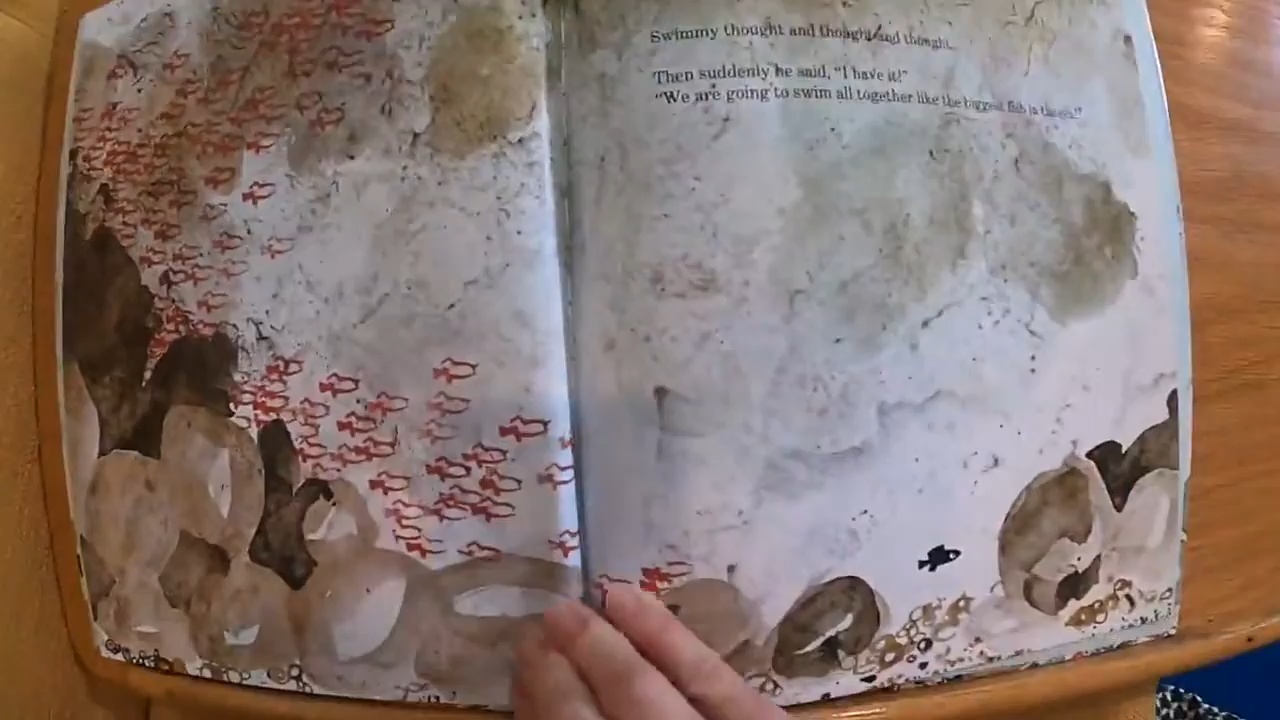 Swimmy thought and thought and thought.
Then suddenly he said, "I have it!"
"We are going to swim all together like the biggest fish in the sea!"